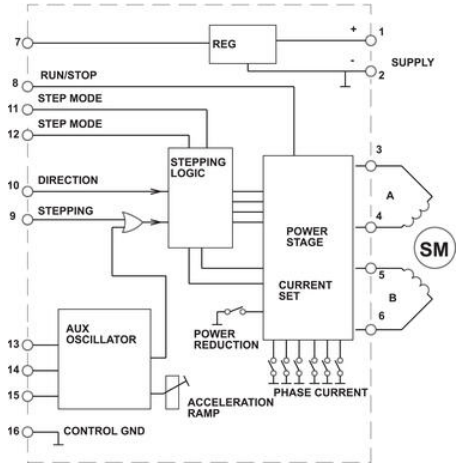 7
REG
+
1
-
2
SUPPLY
8
RUN/STOP
11
STEP MODE
12
STEP MODE
STEPPING
LOGIC
3
10
DIRECTION
A
9
STEPPING
4
POWER
STAGE
SM
5
CURRENT
SET
B
6
POWER
REDUCTION
AUX
OSCILLATOR
13
14
15
PHASE CURRENT
ACCELERATION
RAMP
16
CONTROL GND